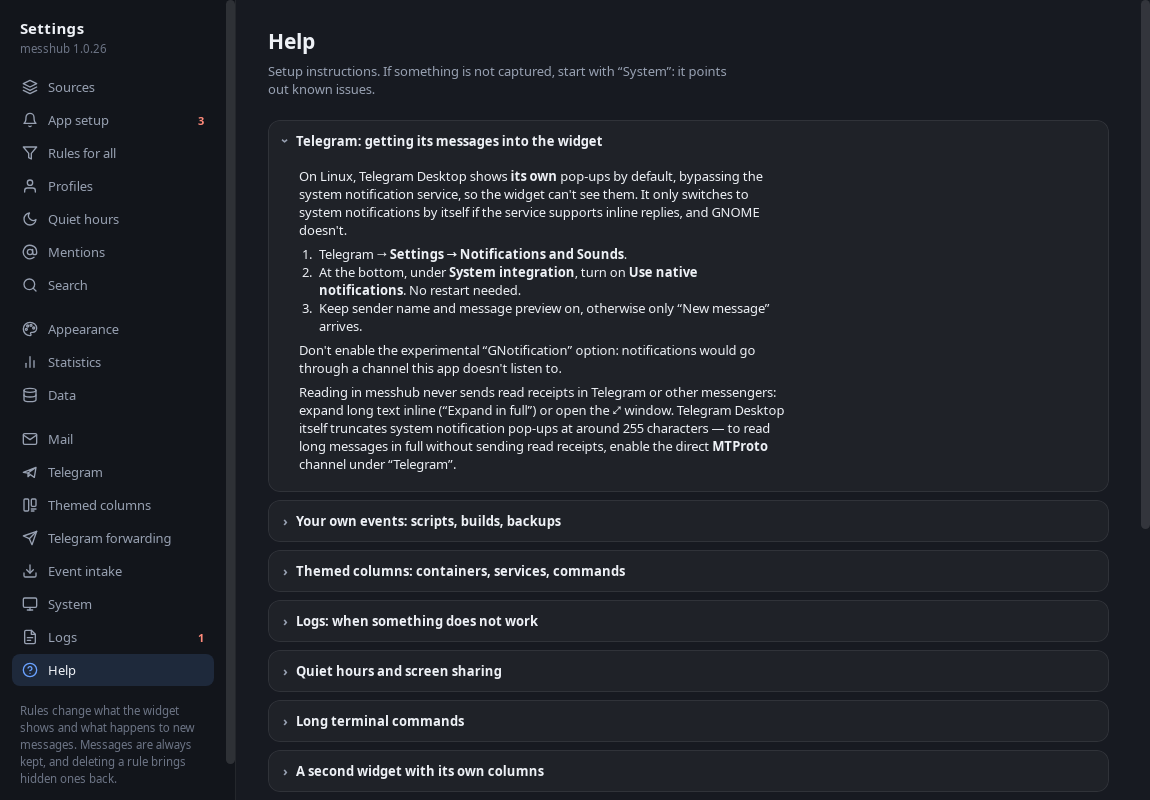 Settings
messhub 1.0.26
Sources
App setup 3
Rules for all
Profiles
Quiet hours
Mentions
Search
Appearance
Statistics
Data
Mail
Telegram
Themed columns
Telegram forwarding
Event intake
System
Logs 1
Help
Rules change what the widget
shows and what happens to new
messages. Messages are always
kept, and deleting a rule brings
hidden ones back.
Help
Setup instructions. If something is not captured, start with “System”: it points
out known issues.
Telegram: getting its messages into the widget
On Linux, Telegram Desktop shows its own pop-ups by default, bypassing the
system notification service, so the widget can't see them. It only switches to
system notifications by itself if the service supports inline replies, and GNOME
doesn't.
1. Telegram → Settings → Notifications and Sounds.
2. At the bottom, under System integration, turn on Use native
notifications. No restart needed.
3. Keep sender name and message preview on, otherwise only “New message”
arrives.
Don't enable the experimental “GNotification” option: notifications would go
through a channel this app doesn't listen to.
Reading in messhub never sends read receipts in Telegram or other messengers:
expand long text inline (“Expand in full”) or open the ⤢ window. Telegram Desktop
itself truncates system notification pop-ups at around 255 characters — to read
long messages in full without sending read receipts, enable the direct MTProto
channel under “Telegram”.
Your own events: scripts, builds, backups
Themed columns: containers, services, commands
Logs: when something does not work
Quiet hours and screen sharing
Long terminal commands
A second widget with its own columns